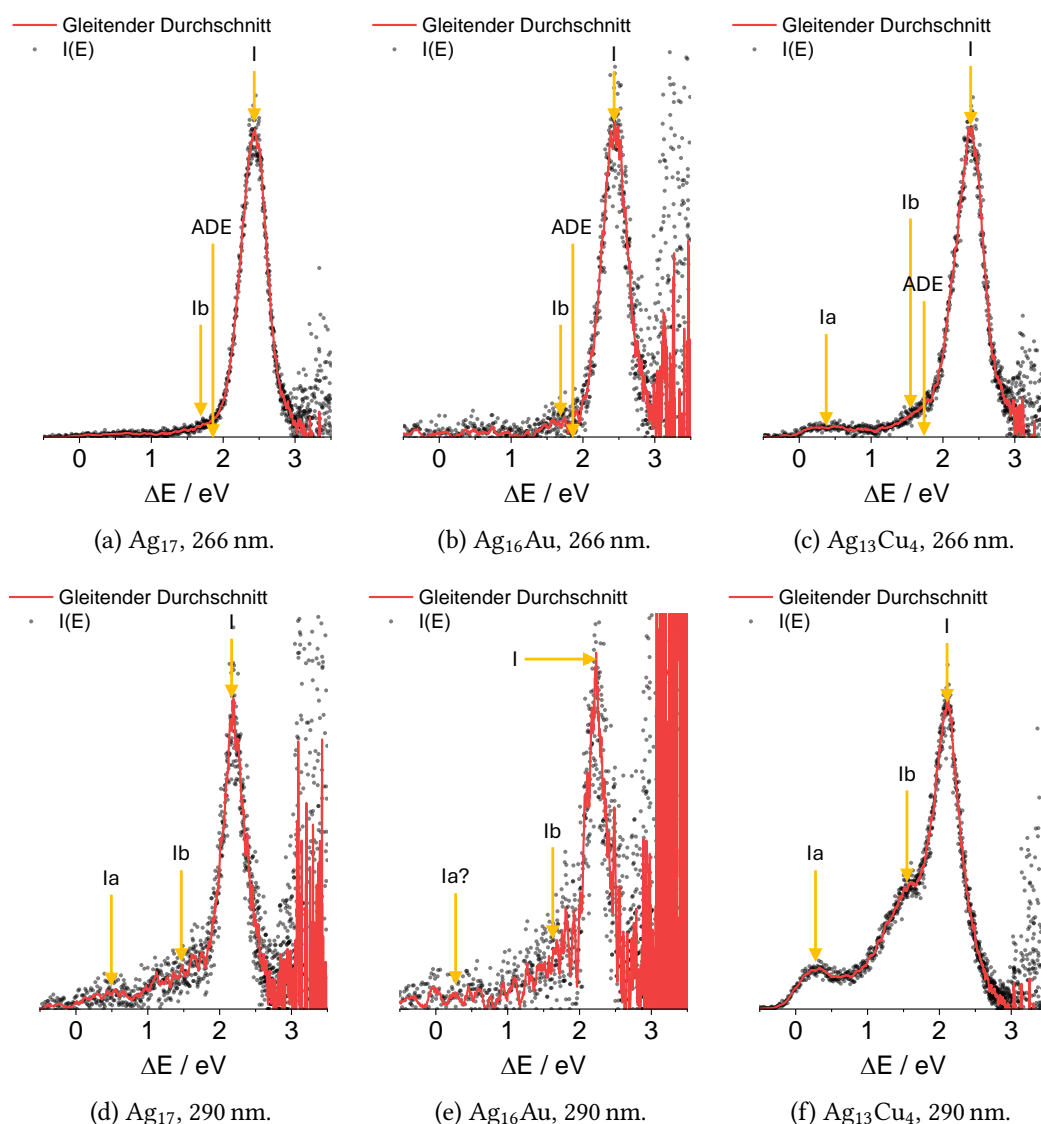 Gleitender Durchschnitt
I(E)
I
ADE
Ib
0 1 2 3
ΔE / eV
(a) Ag₁₇, 266 nm.
Gleitender Durchschnitt
I(E)
I
ADE
Ib
0 1 2 3
ΔE / eV
(b) Ag₁₆Au, 266 nm.
Gleitender Durchschnitt
I(E)
I
Ib
ADE
Ia
0 1 2 3
ΔE / eV
(c) Ag₁₃Cu₄, 266 nm.
Gleitender Durchschnitt
I(E)
I
Ib
Ia
0 1 2 3
ΔE / eV
(d) Ag₁₇, 290 nm.
Gleitender Durchschnitt
I(E)
I
Ib
Ia?
0 1 2 3
ΔE / eV
(e) Ag₁₆Au, 290 nm.
Gleitender Durchschnitt
I(E)
I
Ib
Ia
0 1 2 3
ΔE / eV
(f) Ag₁₃Cu₄, 290 nm.